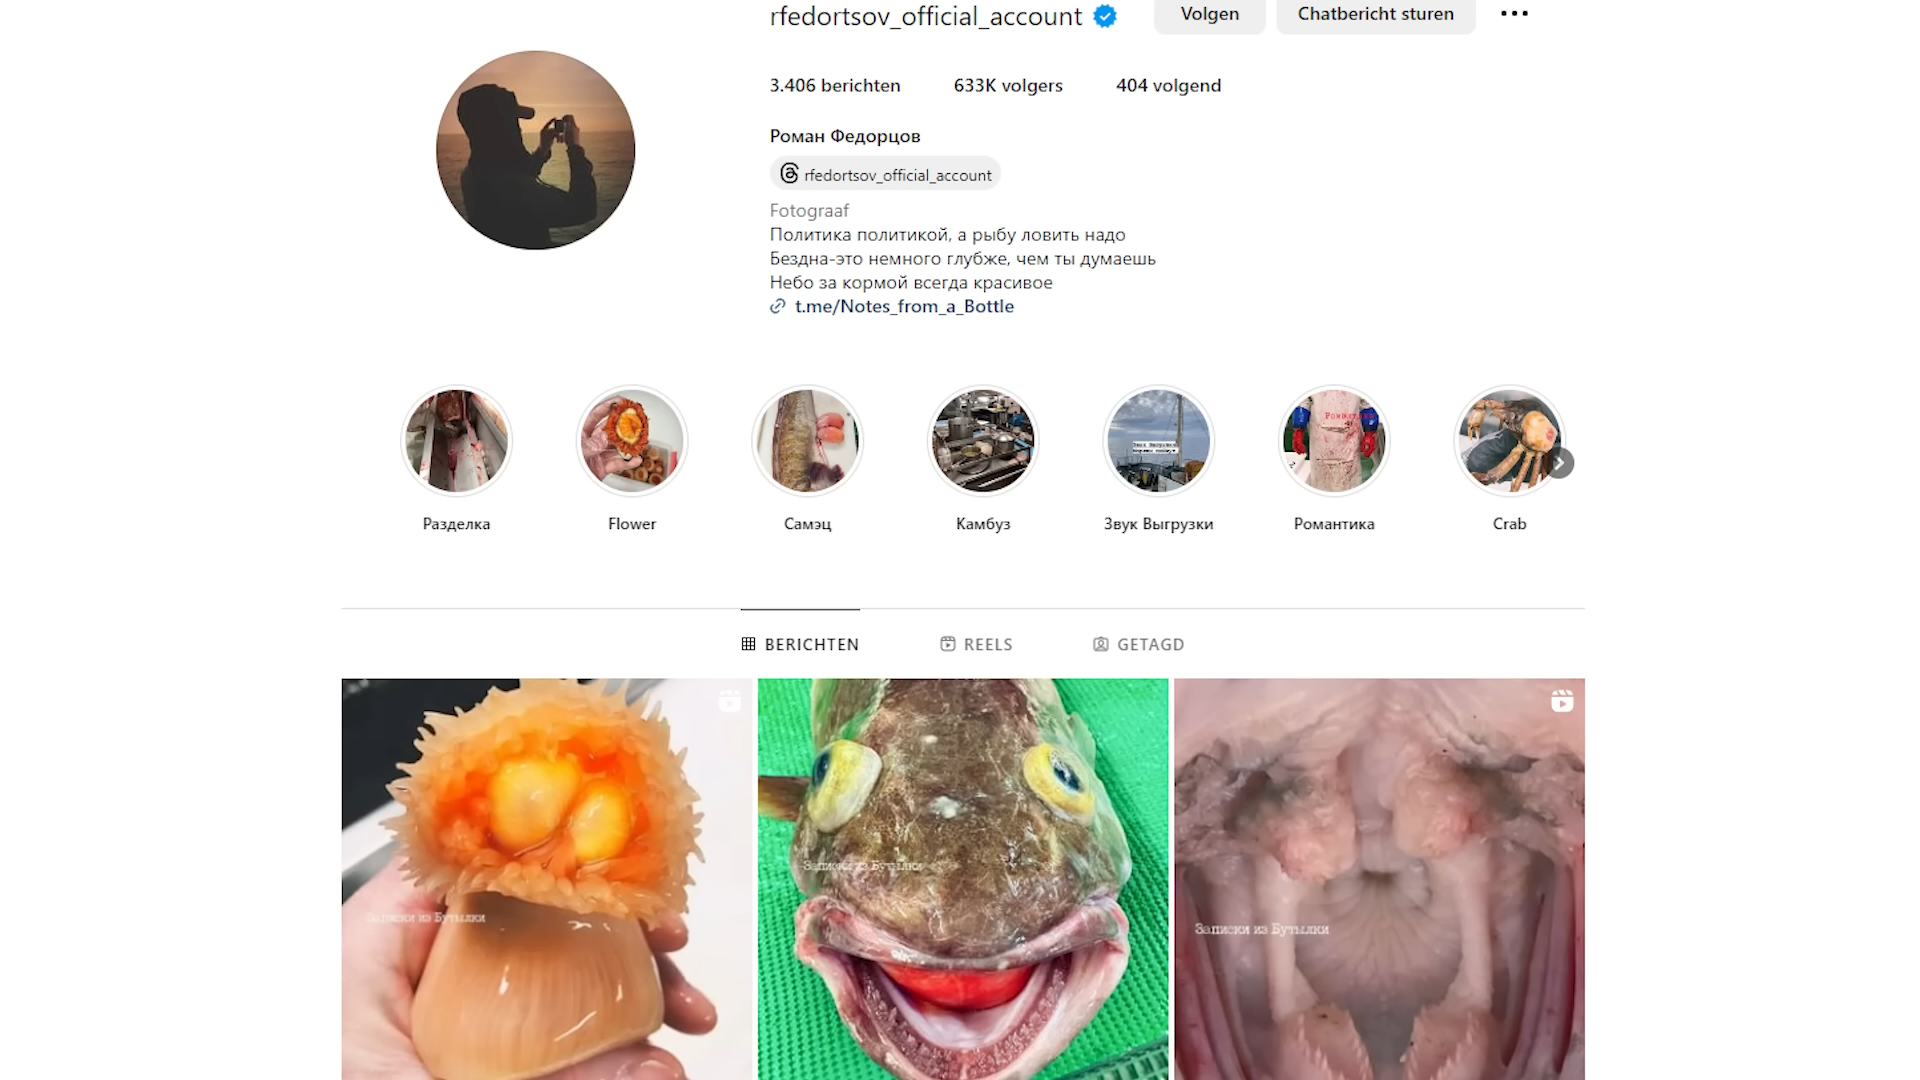 rfedortsov_official_account
Volgen
Chatbericht sturen
3.406 berichten
633K volgers
404 volgend
Роман Федорцов
rfedortsov_official_account
Fotograaf
Политика политикой, а рыбу ловить надо
Бездна-это немного глубже, чем ты думаешь
Небо за кормой всегда красивое
t.me/Notes_from_a_Bottle
Разделка
Flower
Самэц
Камбуз
Звук Выгрузки
Романтика
Crab
BERICHTEN
REELS
GETAGD
Записки из Бутылки
Записки из Бутылки
Записки из Бутылки